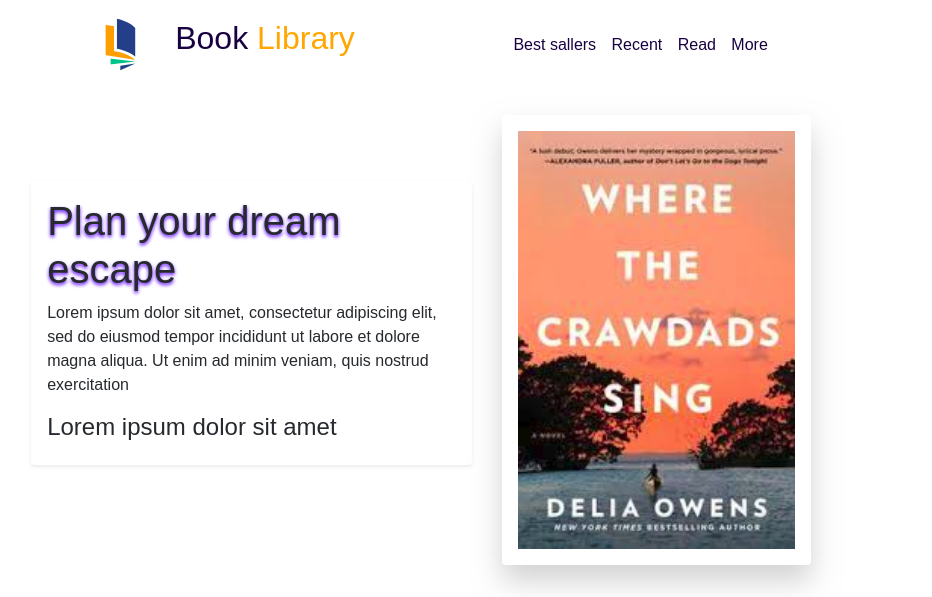 Book Library
Best sallers Recent Read More
Plan your dream
escape
Lorem ipsum dolor sit amet, consectetur adipiscing elit,
sed do eiusmod tempor incididunt ut labore et dolore
magna aliqua. Ut enim ad minim veniam, quis nostrud
exercitation
Lorem ipsum dolor sit amet
"A lush debut, Owens delivers her mystery wrapped in gorgeous, lyrical prose."
—ALEXANDRA FULLER, author of Don't Let's Go to the Dogs Tonight
WHERE
THE
CRAWDADS
SING
A NOVEL
DELIA OWENS
NEW YORK TIMES BESTSELLING AUTHOR